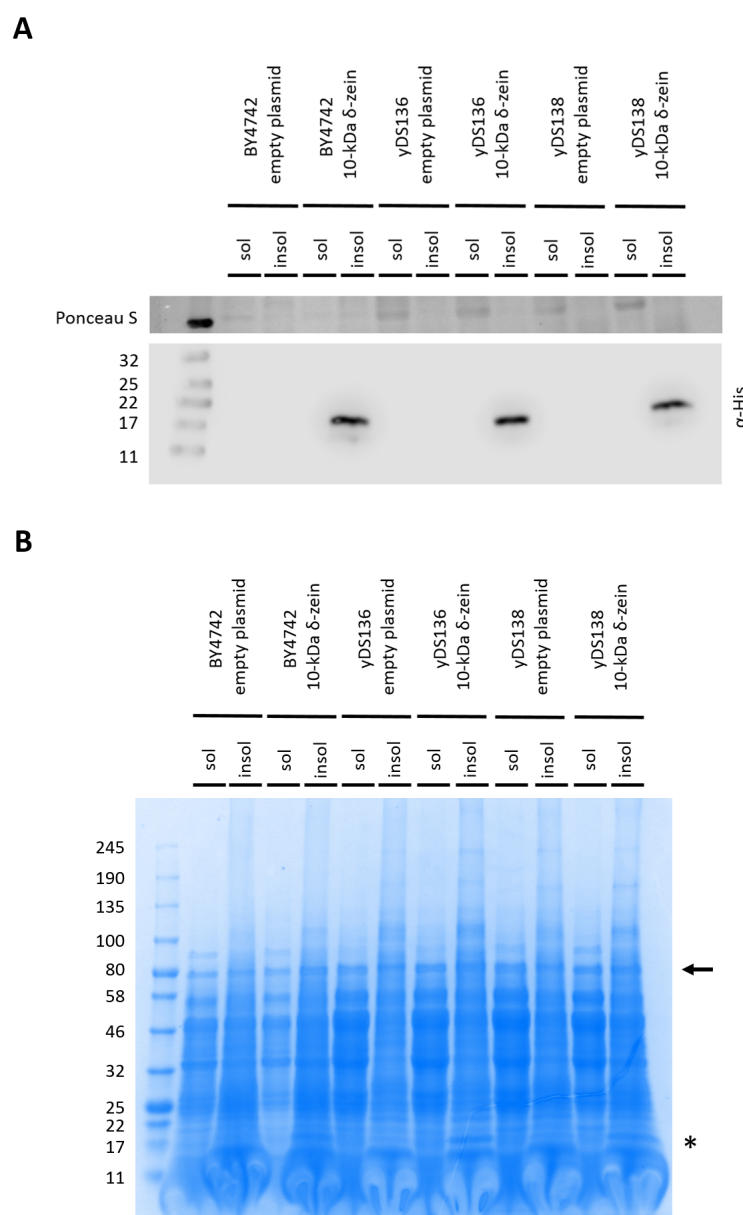 A
BY4742
empty plasmid
BY4742
10-kDa δ-zein
yDS136
empty plasmid
yDS136
10-kDa δ-zein
yDS138
empty plasmid
yDS138
10-kDa δ-zein
sol
insol
sol
insol
sol
insol
sol
insol
sol
insol
sol
insol
Ponceau S
32
25
22
17
11
α-His
B
BY4742
empty plasmid
BY4742
10-kDa δ-zein
yDS136
empty plasmid
yDS136
10-kDa δ-zein
yDS138
empty plasmid
yDS138
10-kDa δ-zein
sol
insol
sol
insol
sol
insol
sol
insol
sol
insol
sol
insol
245
190
135
100
80
58
46
32
25
22
17
*
11